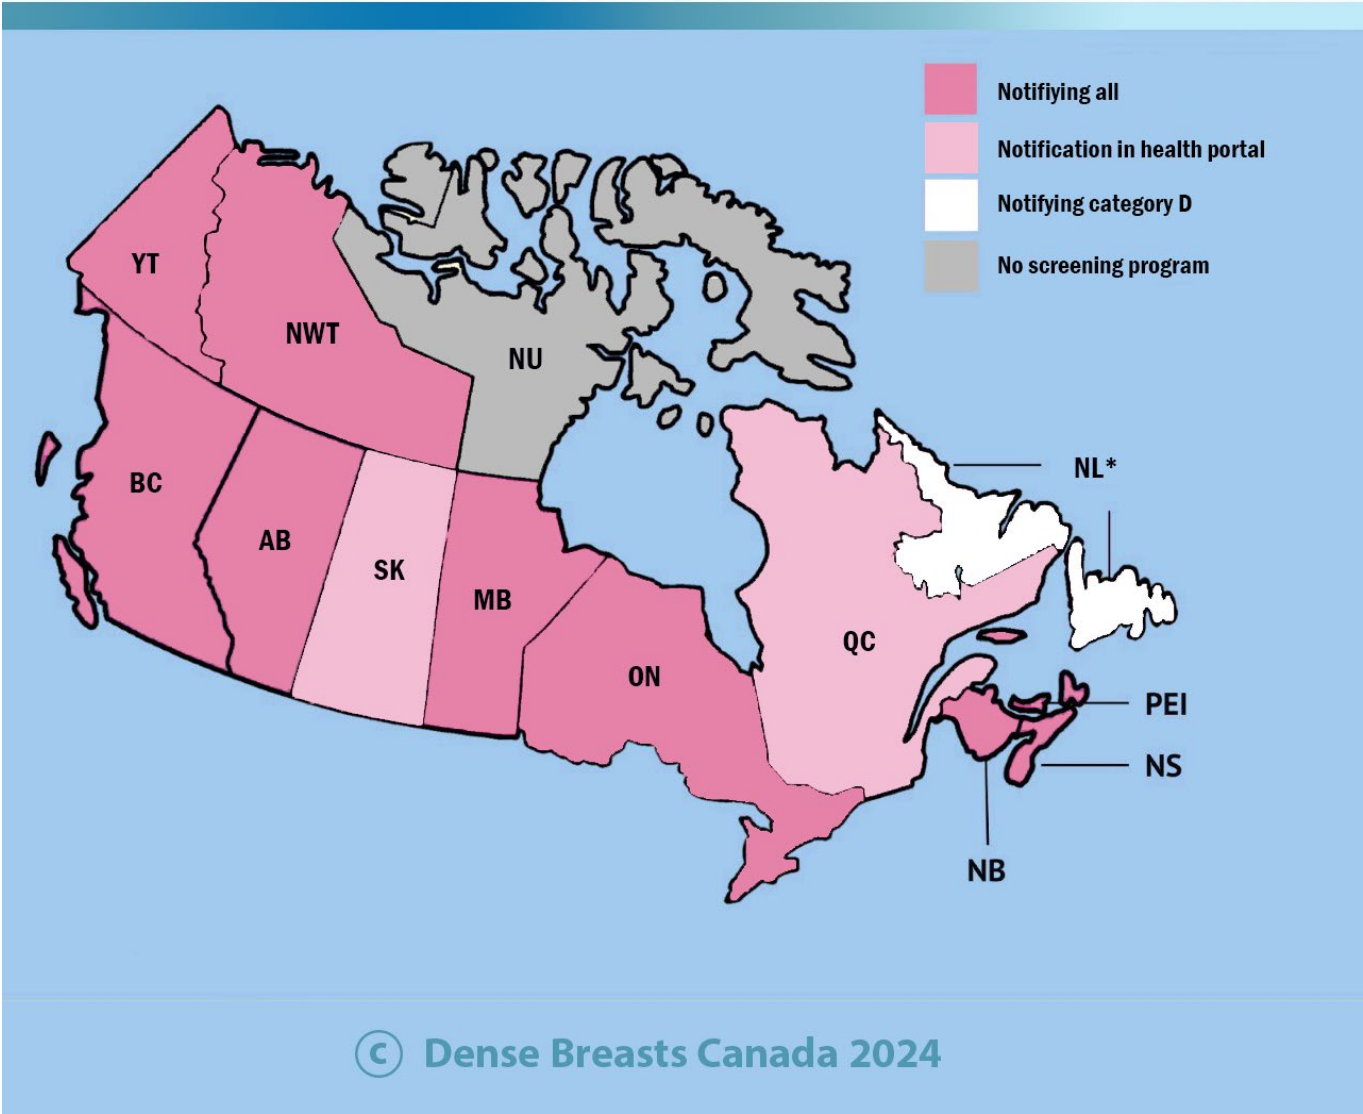 Notifiying all
Notification in health portal
Notifying category D
No screening program
YT
NWT
NU
NL*
BC
AB
SK
MB
QC
ON
PEI
NS
NB
© Dense Breasts Canada 2024